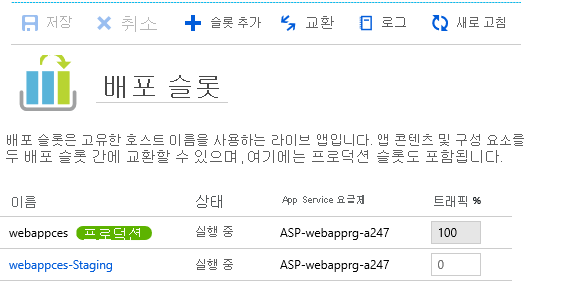 저장 취소 슬롯 추가 교환 로그 새로 고침
배포 슬롯
배포 슬롯은 고유한 호스트 이름을 사용하는 라이브 앱입니다. 앱 콘텐츠 및 구성 요소를
두 배포 슬롯 간에 교환할 수 있으며, 여기에는 프로덕션 슬롯도 포함됩니다.
이름 상태 App Service 요금제 트래픽 %
webappces 프로덕션 실행 중 ASP-webapprg-a247 100
webappces-Staging 실행 중 ASP-webapprg-a247 0